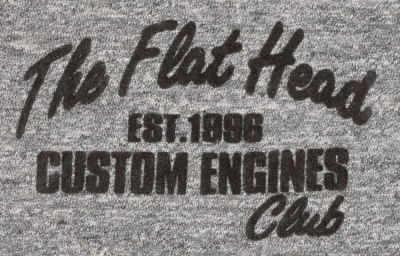 The Flat Head
EST.1996
CUSTOM ENGINES
Club